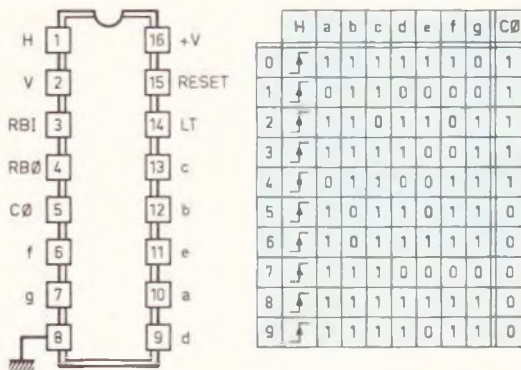 H 1 16 +V
V 2 15 RESET
RBI 3 14 LT
RBØ 4 13 c
CØ 5 12 b
f 6 11 e
g 7 10 a
8 9 d
H a b c d e f g CØ
0 1 1 1 1 1 1 0 1
1 0 1 1 0 0 0 0 1
2 1 1 0 1 1 0 1 1
3 1 1 1 1 0 0 1 1
4 0 1 1 0 0 1 1 1
5 1 0 1 1 0 1 1 0
6 1 0 1 1 1 1 1 0
7 1 1 1 0 0 0 0 0
8 1 1 1 1 1 1 1 0
9 1 1 1 1 0 1 1 0